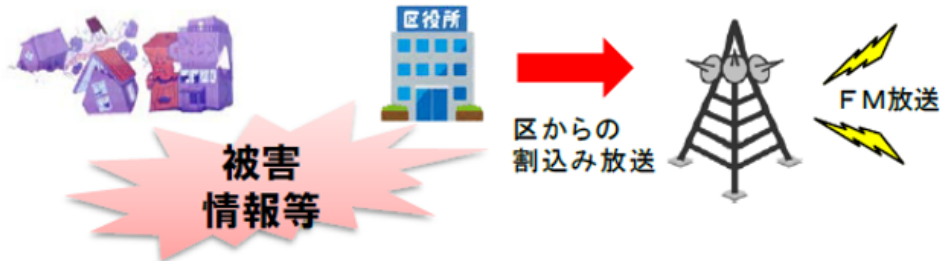 区役所
被害
情報等
区からの
割込み放送
ＦＭ放送